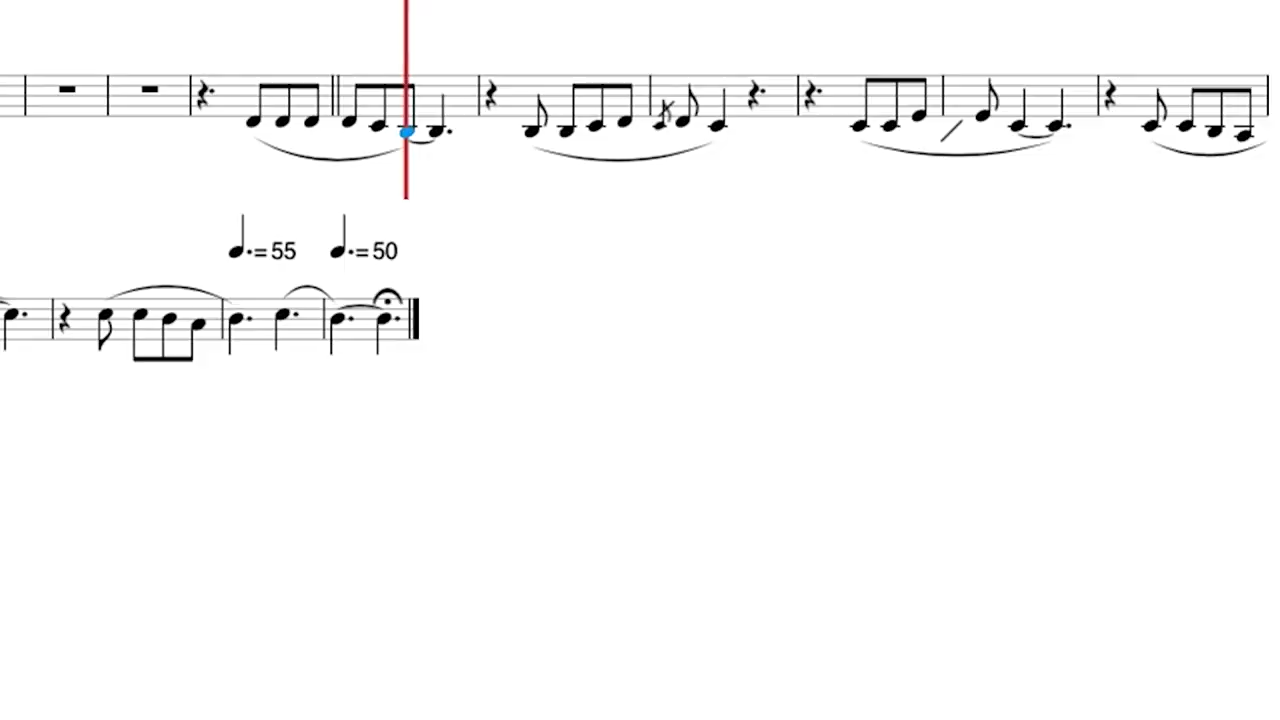 ♩. = 55 ♩. = 50